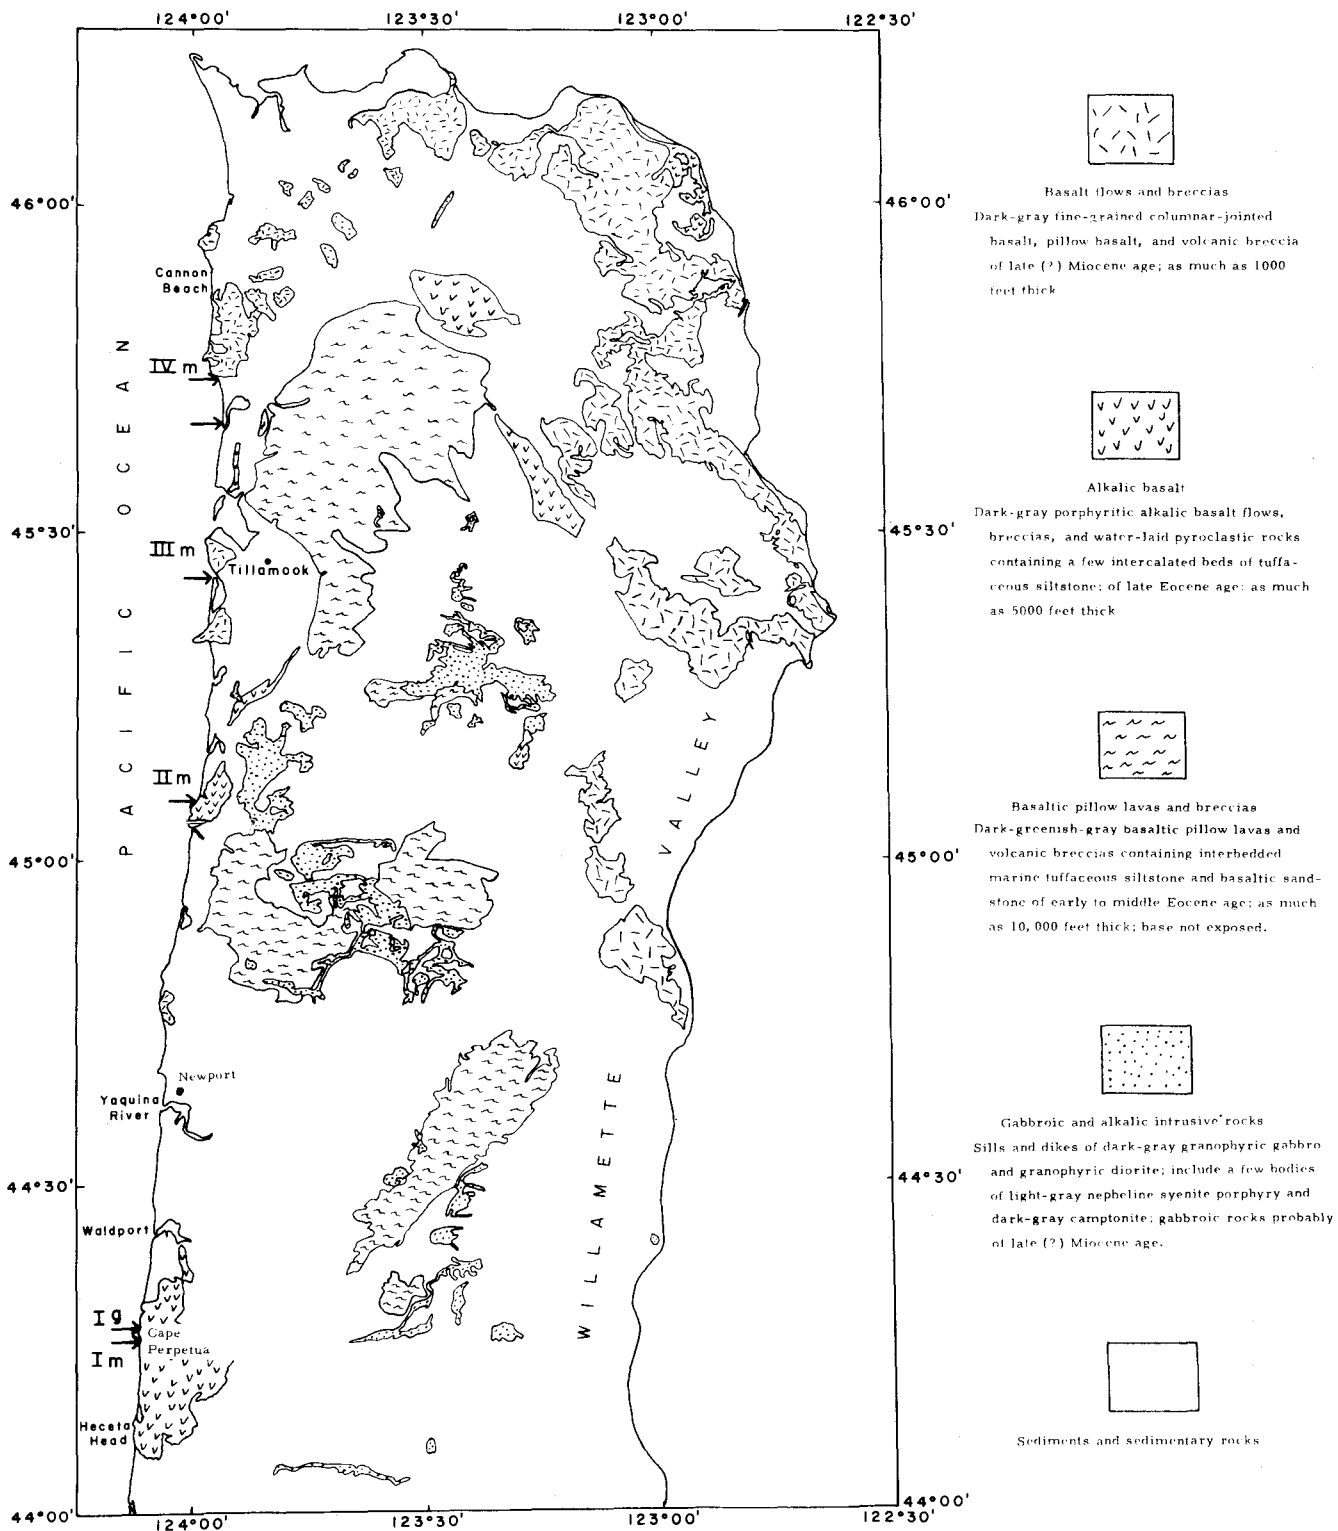 124°00'
123°30'
123°00'
122°30'
46°00'
46°00'
Cannon
Beach
IV m
PACIFIC OCEAN
45°30'
45°30'
III m
Tillamook
II m
VALLEY
45°00'
45°00'
Newport
Yaquina
River
44°30'
44°30'
WILLAMETTE
Waldport
I g
Cape
Perpetua
I m
Heceta
Head
44°00'
44°00'
124°00'
123°30'
123°00'
122°30'
Basalt flows and breccias
Dark-gray fine-grained columnar-jointed
basalt, pillow basalt, and volcanic breccia
of late (?) Miocene age; as much as 1000
feet thick
Alkalic basalt
Dark-gray porphyritic alkalic basalt flows,
breccias, and water-laid pyroclastic rocks
containing a few intercalated beds of tuffa-
ceous siltstone; of late Eocene age; as much
as 5000 feet thick
Basaltic pillow lavas and breccias
Dark-greenish-gray basaltic pillow lavas and
volcanic breccias containing interbedded
marine tuffaceous siltstone and basaltic sand-
stone of early to middle Eocene age; as much
as 10,000 feet thick; base not exposed.
Gabbroic and alkalic intrusive rocks
Sills and dikes of dark-gray granophyric gabbro
and granophyric diorite; include a few bodies
of light-gray nepheline syenite porphyry and
dark-gray camptonite; gabbroic rocks probably
of late (?) Miocene age.
Sediments and sedimentary rocks